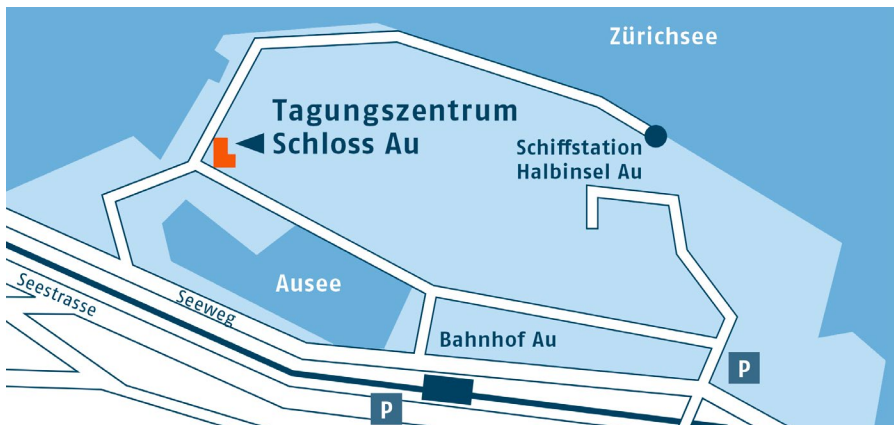 Zürichsee
Tagungszentrum
Schloss Au
Schiffstation
Halbinsel Au
Ausee
Seestrasse
Seeweg
Bahnhof Au
P
P